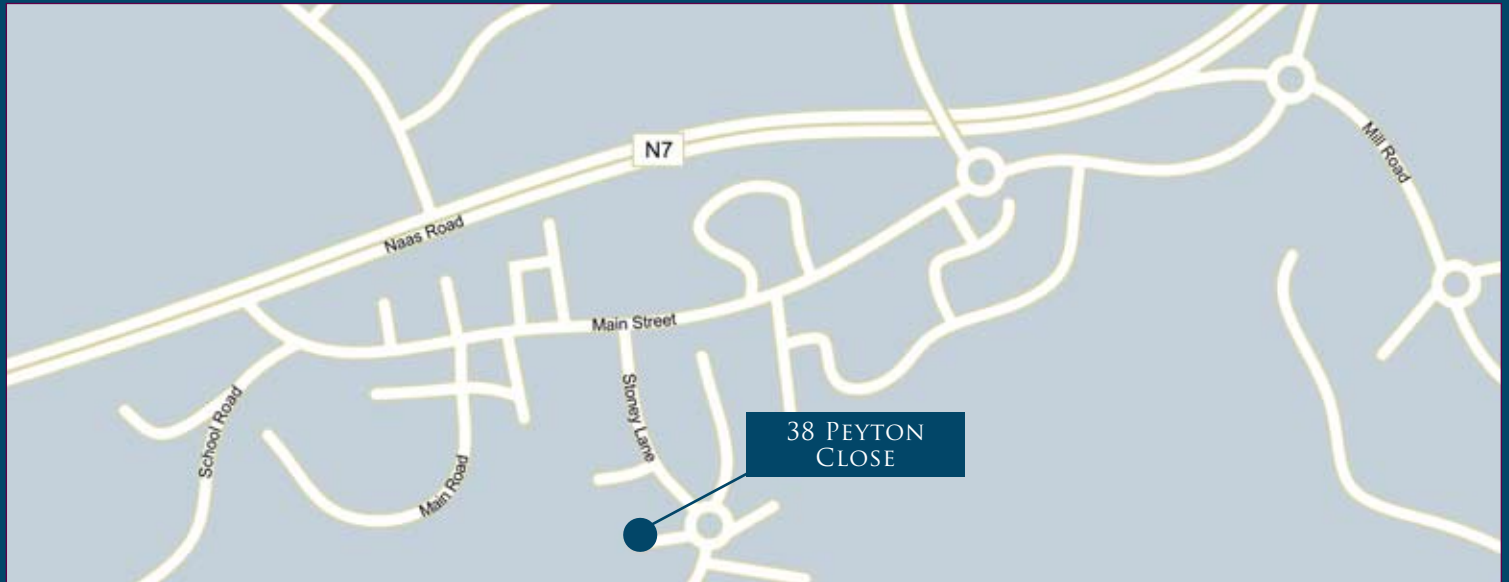 N7
Mill Road
Naas Road
Main Street
School Road
Stoney Lane
Main Road
38 Peyton
Close